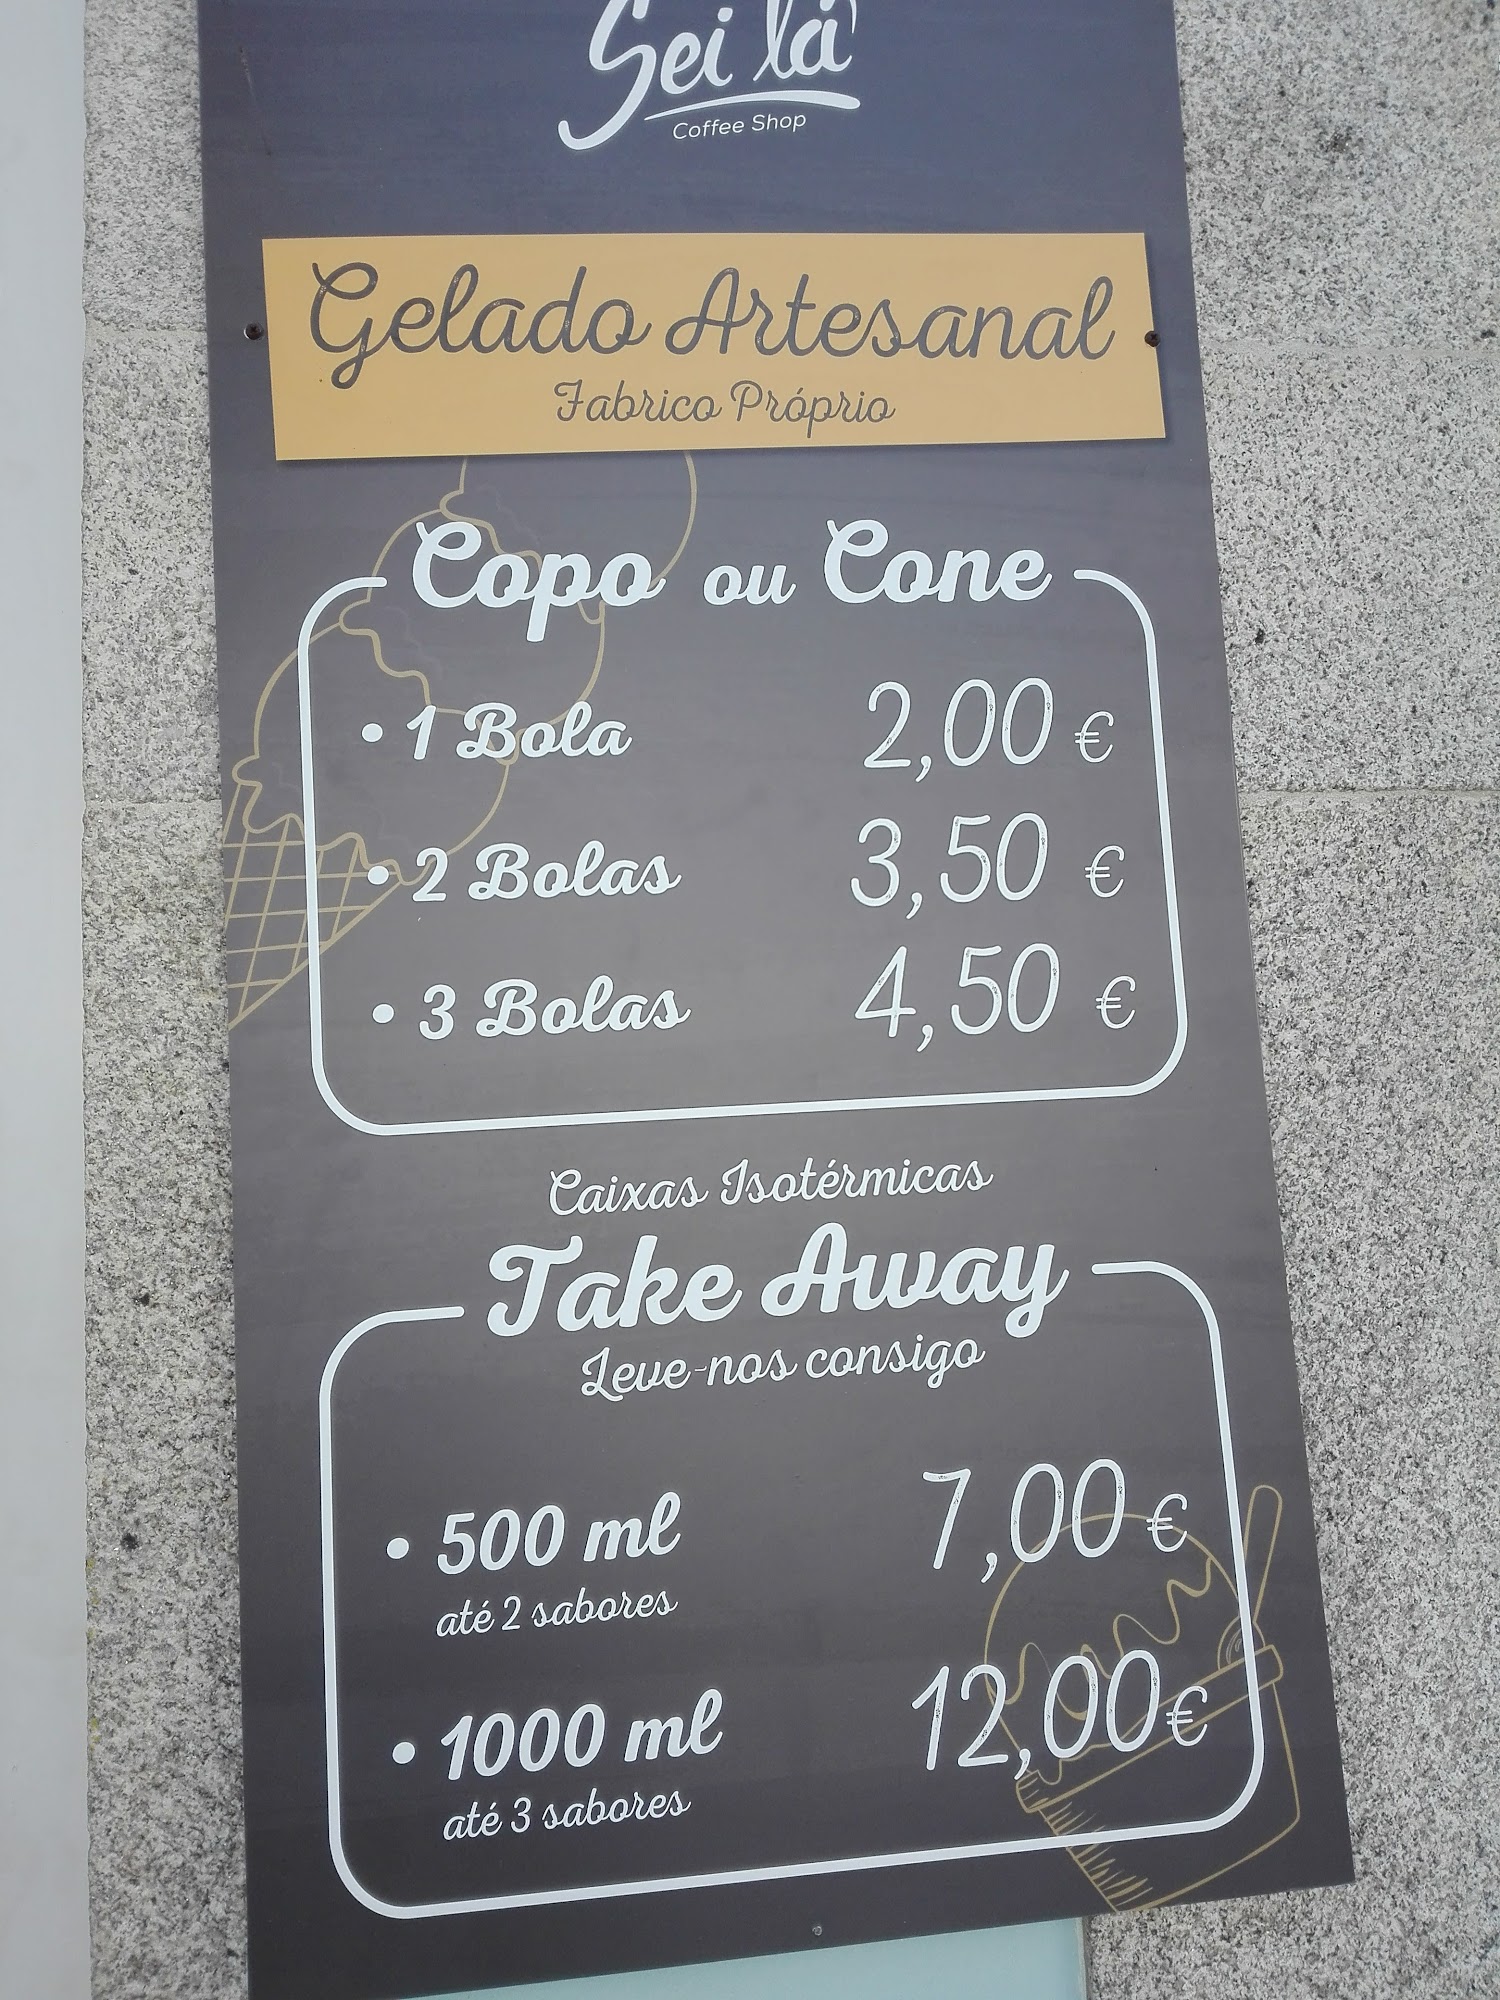 Sei lá
Coffee Shop
Gelado Artesanal
Fabrico Próprio
Copo ou Cone
• 1 Bola 2,00 €
• 2 Bolas 3,50 €
• 3 Bolas 4,50 €
Caixas Isotérmicas
Take Away
Leve-nos consigo
• 500 ml 7,00 €
até 2 sabores
• 1000 ml 12,00 €
até 3 sabores